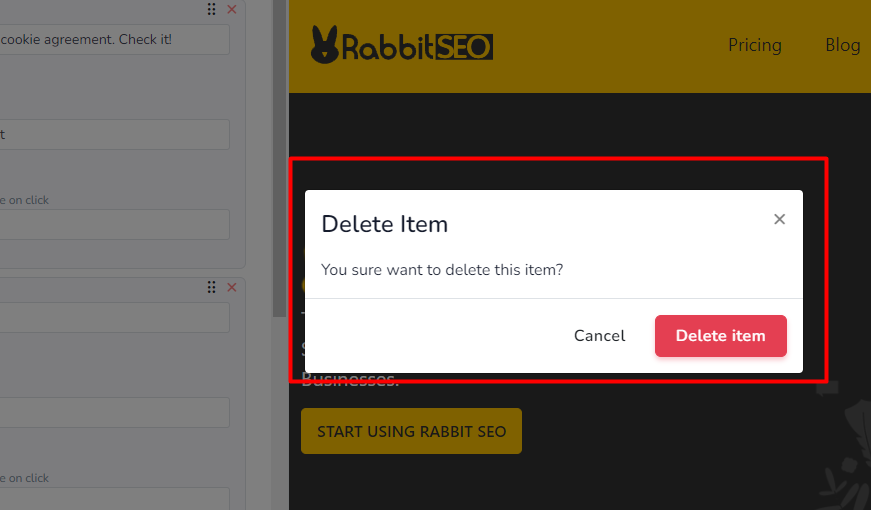 cookie agreement. Check it!
t
e on click
e on click
RabbitSEO
Pricing
Blog
Delete Item
×
You sure want to delete this item?
Cancel
Delete item
Businesses.
START USING RABBIT SEO